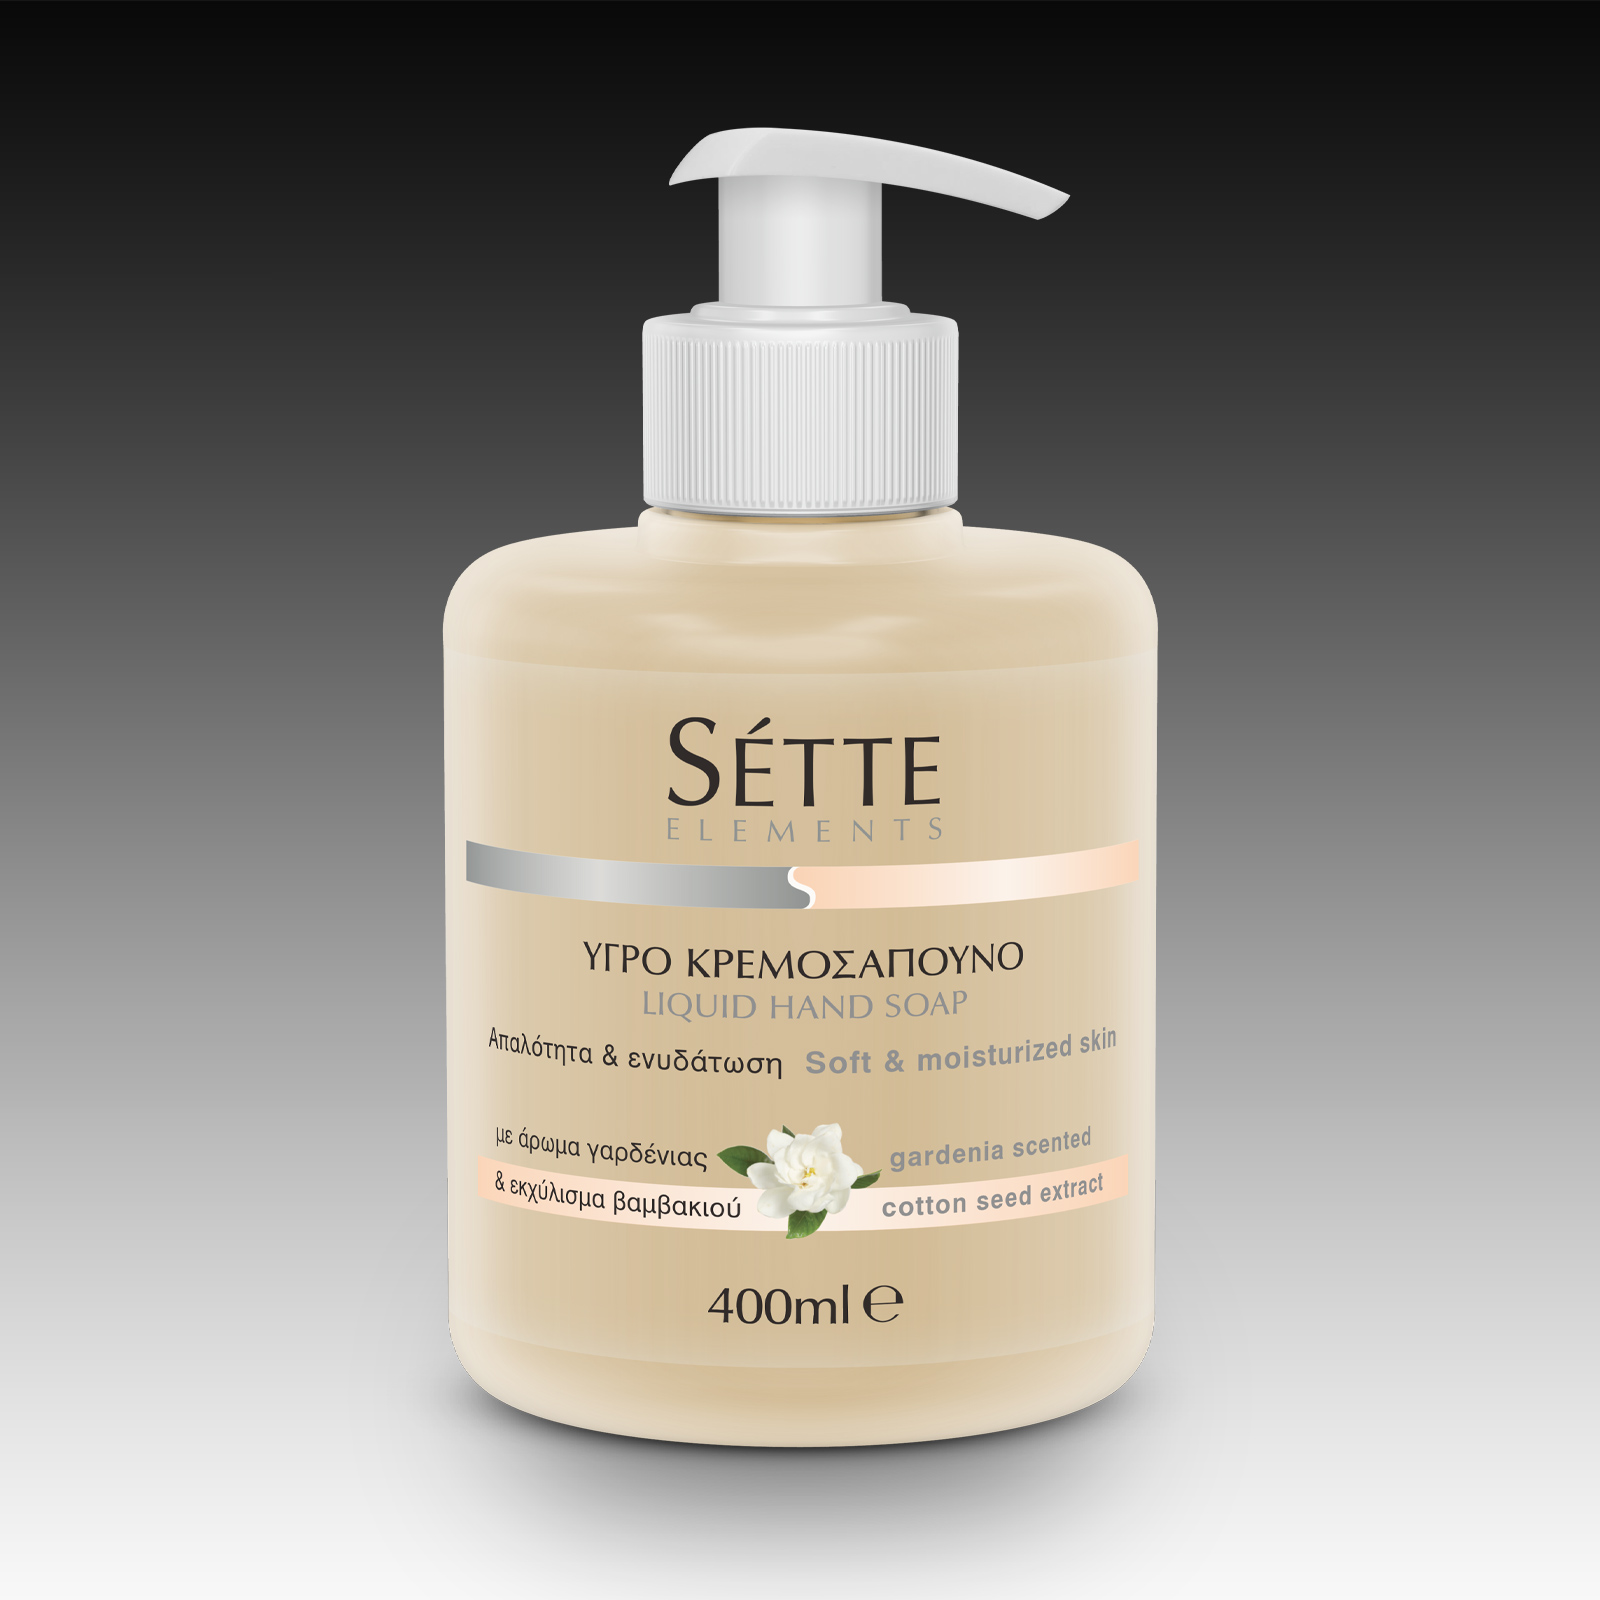 SÉTTE
ELEMENTS
ΥΓΡΟ ΚΡΕΜΟΣΑΠΟΥΝΟ
LIQUID HAND SOAP
Απαλότητα & ενυδάτωση Soft & moisturized skin
με άρωμα γαρδένιας gardenia scented
& εκχύλισμα βαμβακιού cotton seed extract
400ml ℮